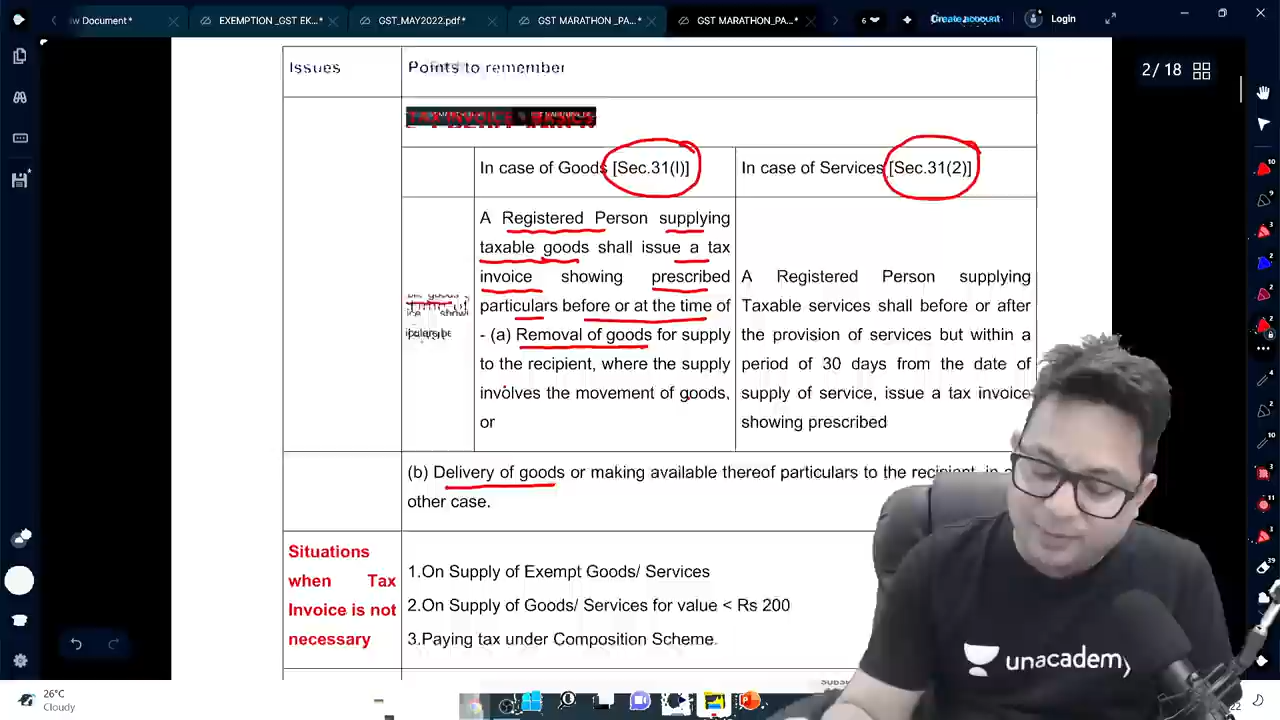 Document *
EXEMPTION _GST EK...*
GST_MAY2022.pdf *
GST MARATHON _PA...*
GST MARATHON_PA...*
6
Create account
Login
2/ 18
Issues
Points to remember
In case of Goods [Sec.31(I)]
In case of Services [Sec.31(2)]
A Registered Person supplying
taxable goods shall issue a tax
invoice showing prescribed
particulars before or at the time of
- (a) Removal of goods for supply
to the recipient, where the supply
involves the movement of goods,
or
A Registered Person supplying
Taxable services shall before or after
the provision of services but within a
period of 30 days from the date of
supply of service, issue a tax invoice
showing prescribed
(b) Delivery of goods or making available thereof particulars to the recipient, in
other case.
Situations
when Tax
Invoice is not
necessary
1.On Supply of Exempt Goods/ Services
2.On Supply of Goods/ Services for value < Rs 200
3.Paying tax under Composition Scheme.
unacademy
26°C
Cloudy